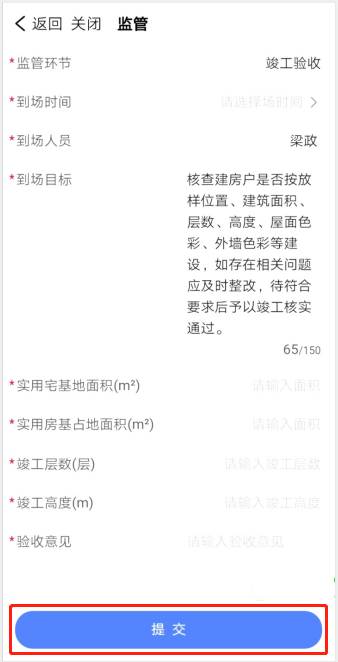 返回 关闭 监管
*监管环节 竣工验收
*到场时间 请选择场时间
*到场人员 梁政
*到场目标 核查建房户是否按放
样位置、建筑面积、
层数、高度、屋面色
彩、外墙色彩等建
设，如存在相关问题
应及时整改，待符合
要求后予以竣工核实
通过。
65/150
*实用宅基地面积(m²) 请输入面积
*实用房基占地面积(m²) 请输入面积
*竣工层数(层) 请输入竣工层数
*竣工高度(m) 请输入竣工高度
*验收意见 请输入验收意见
提交